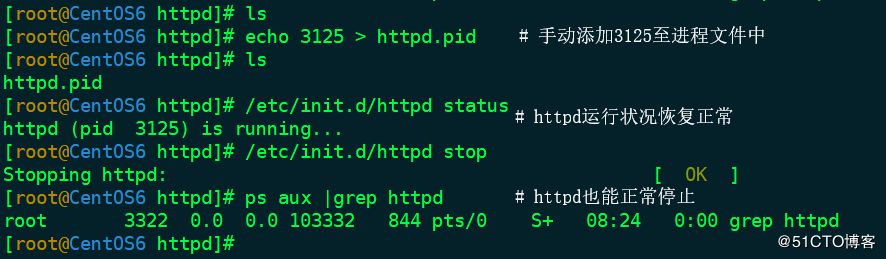 [root@CentOS6 httpd]# ls
[root@CentOS6 httpd]# echo 3125 > httpd.pid # 手动添加3125至进程文件中
[root@CentOS6 httpd]# ls
httpd.pid
[root@CentOS6 httpd]# /etc/init.d/httpd status # httpd运行状况恢复正常
httpd (pid  3125) is running...
[root@CentOS6 httpd]# /etc/init.d/httpd stop
Stopping httpd: [  OK  ]
[root@CentOS6 httpd]# ps aux |grep httpd # httpd也能正常停止
root 3322 0.0 0.0 103332 844 pts/0 S+ 08:24 0:00 grep httpd
[root@CentOS6 httpd]#
@51CTO博客